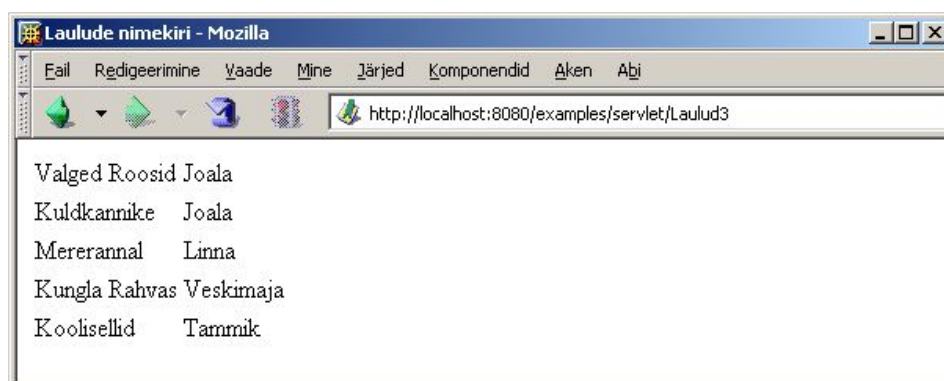 Laulude nimekiri - Mozilla
Fail Redigeerimine Vaade Mine Järjed Komponendid Aken Abi
http://localhost:8080/examples/servlet/Laulud3
Valged Roosid Joala
Kuldkannike Joala
Mererannal Linna
Kungla Rahvas Veskimaja
Koolisellid Tammik